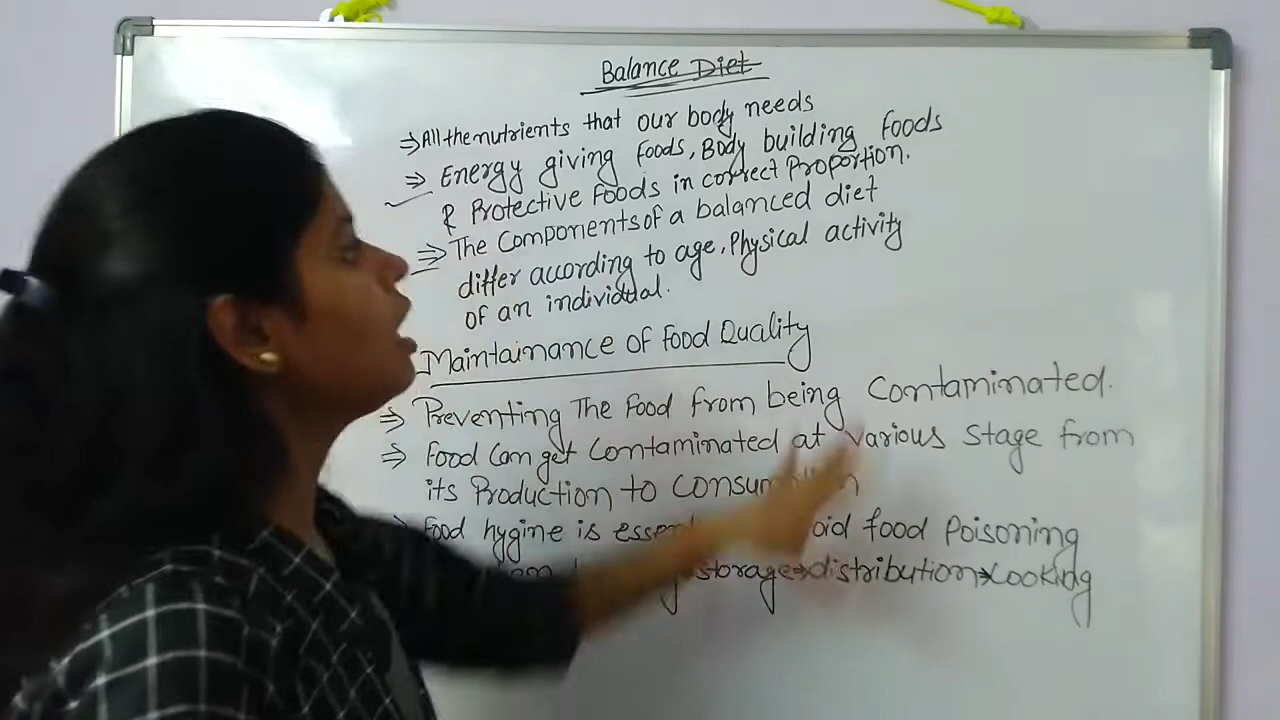 Balance Diet
⇒ All the nutrients that our body needs
⇒ Energy giving foods, Body building foods
& Protective Foods in correct Proportion.
⇒ The Components of a balanced diet
differ according to age, Physical activity
of an individual.
Maintainance of Food Quality
⇒ Preventing The Food from being Contaminated.
⇒ Food Can get Contaminated at various Stage from
its Production to Consumption
Food hygine is food Poisoning
storage→distribution→Cooking